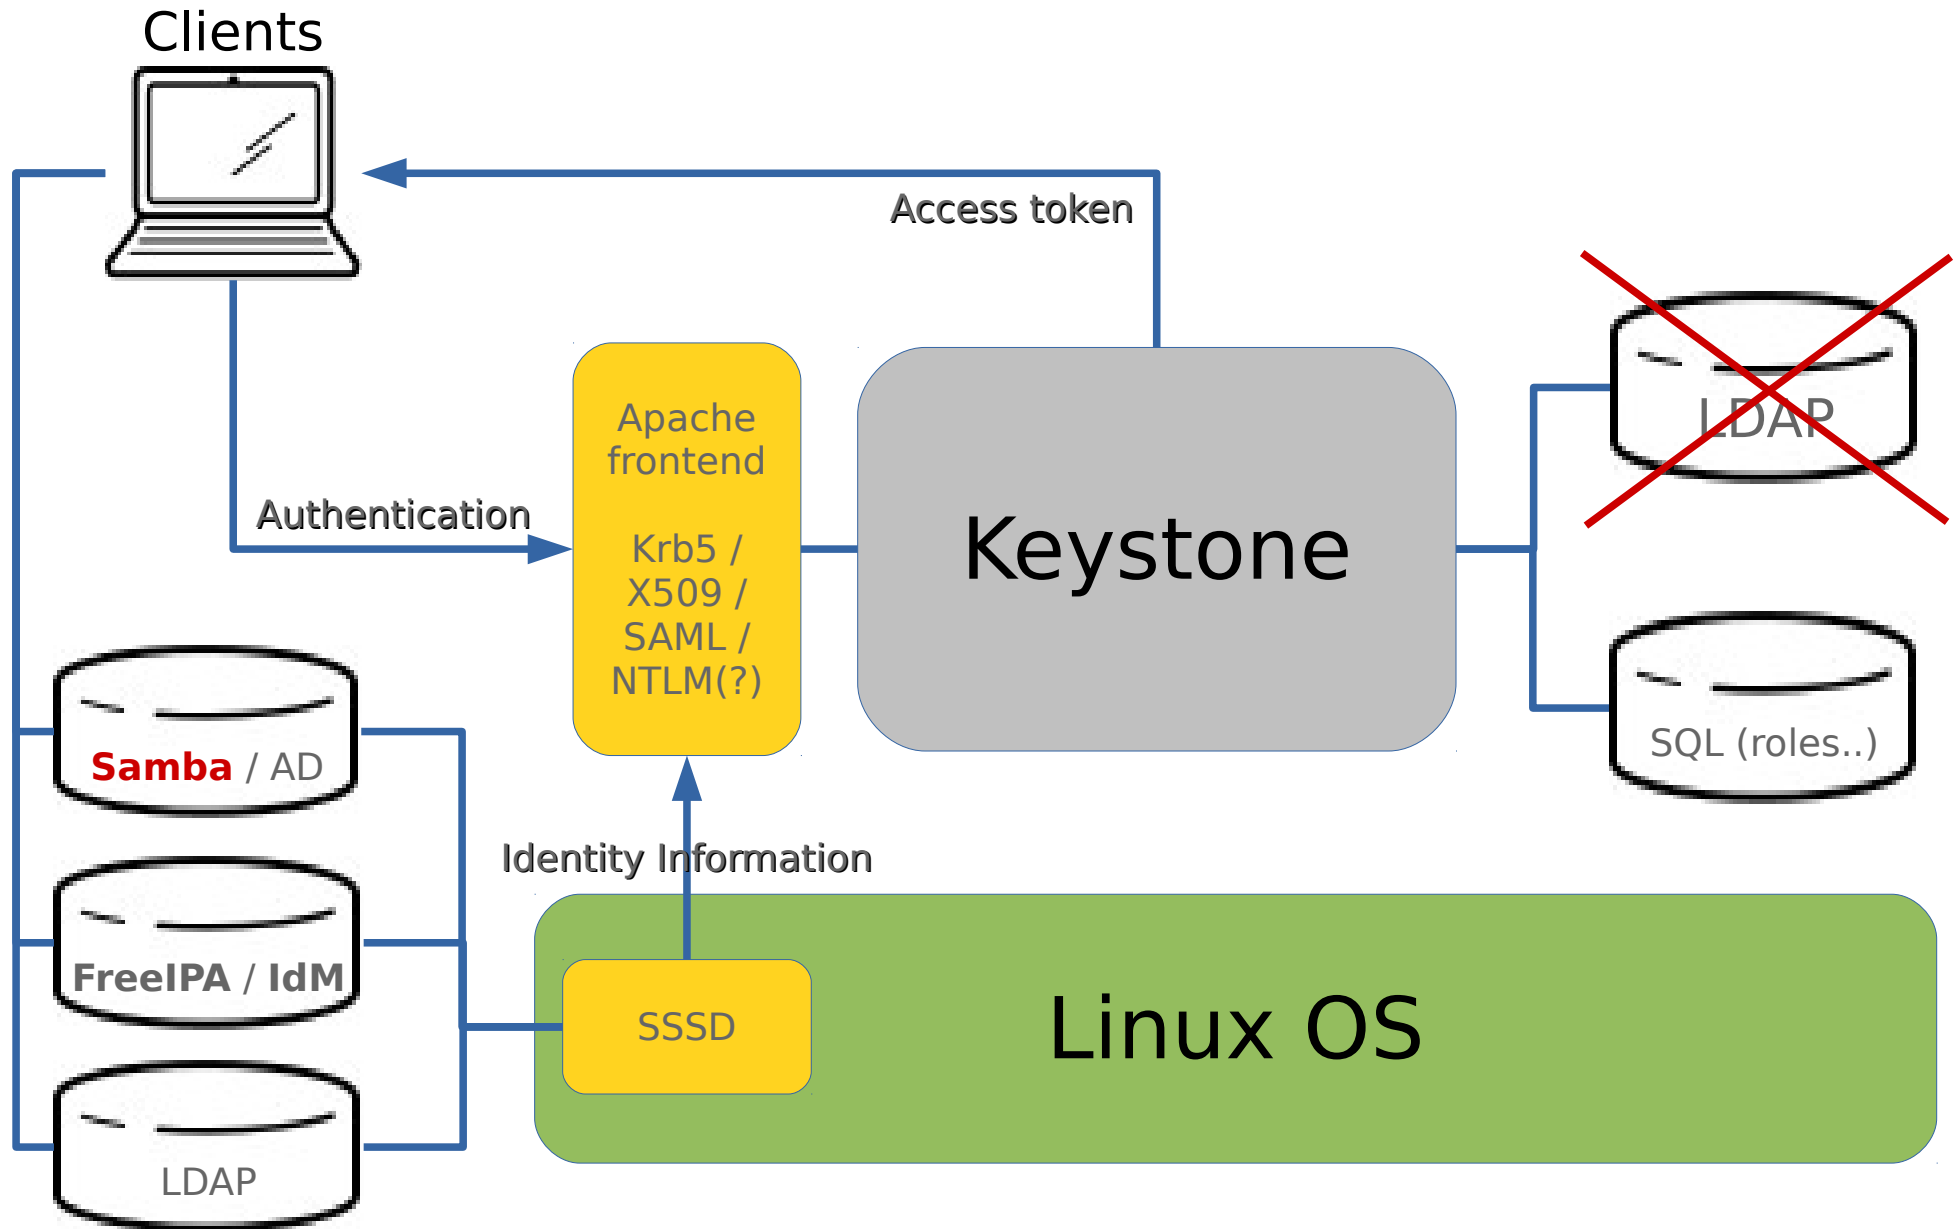 Clients
Access token
Apache
frontend
Krb5 /
X509 /
SAML /
NTLM(?)
Authentication
Keystone
LDAP
SQL (roles..)
Samba / AD
FreeIPA / IdM
LDAP
Identity Information
SSSD
Linux OS